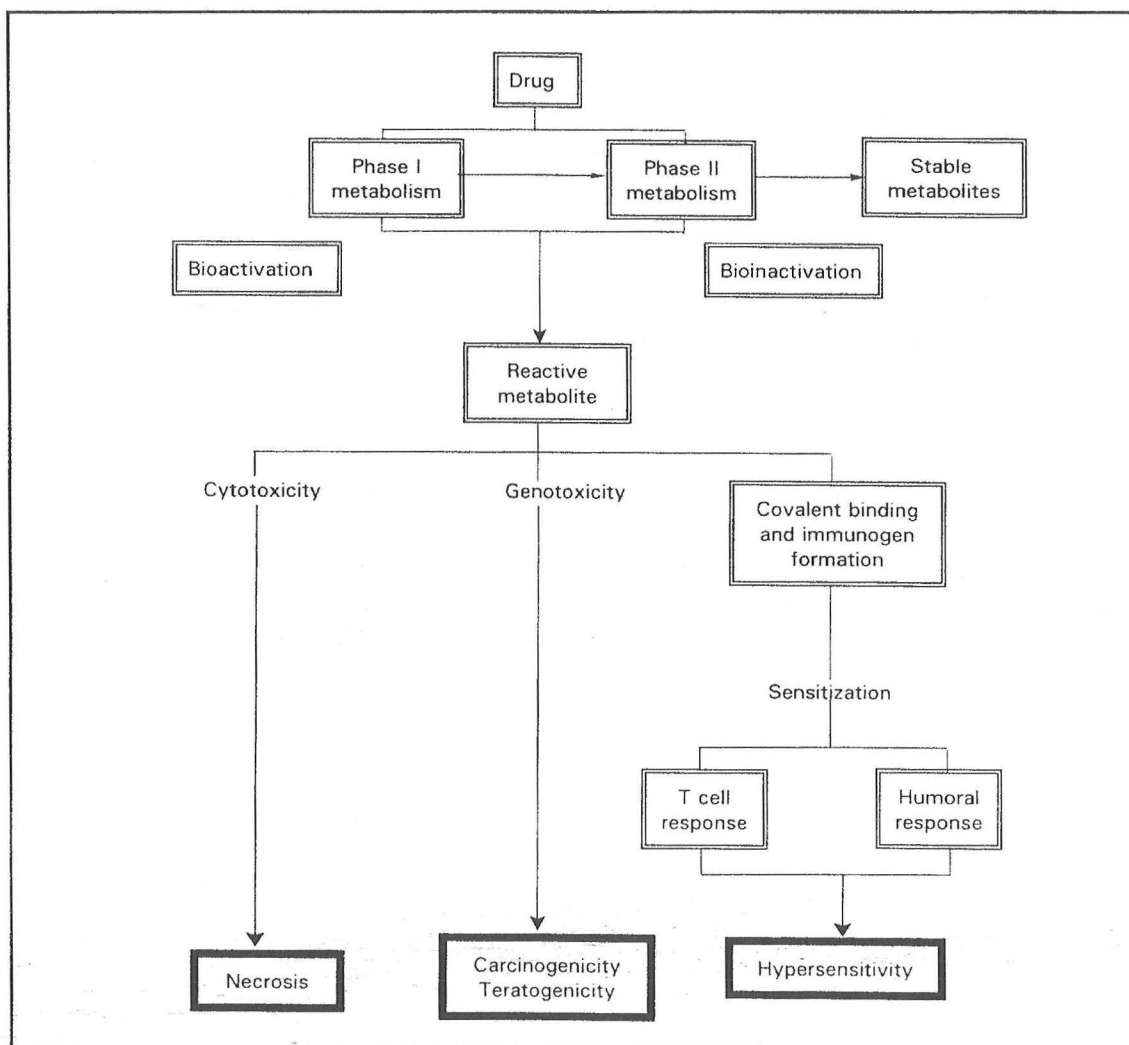 Drug
Phase I
metabolism
Phase II
metabolism
Stable
metabolites
Bioactivation
Bioinactivation
Reactive
metabolite
Cytotoxicity
Genotoxicity
Covalent binding
and immunogen
formation
Sensitization
T cell
response
Humoral
response
Necrosis
Carcinogenicity
Teratogenicity
Hypersensitivity